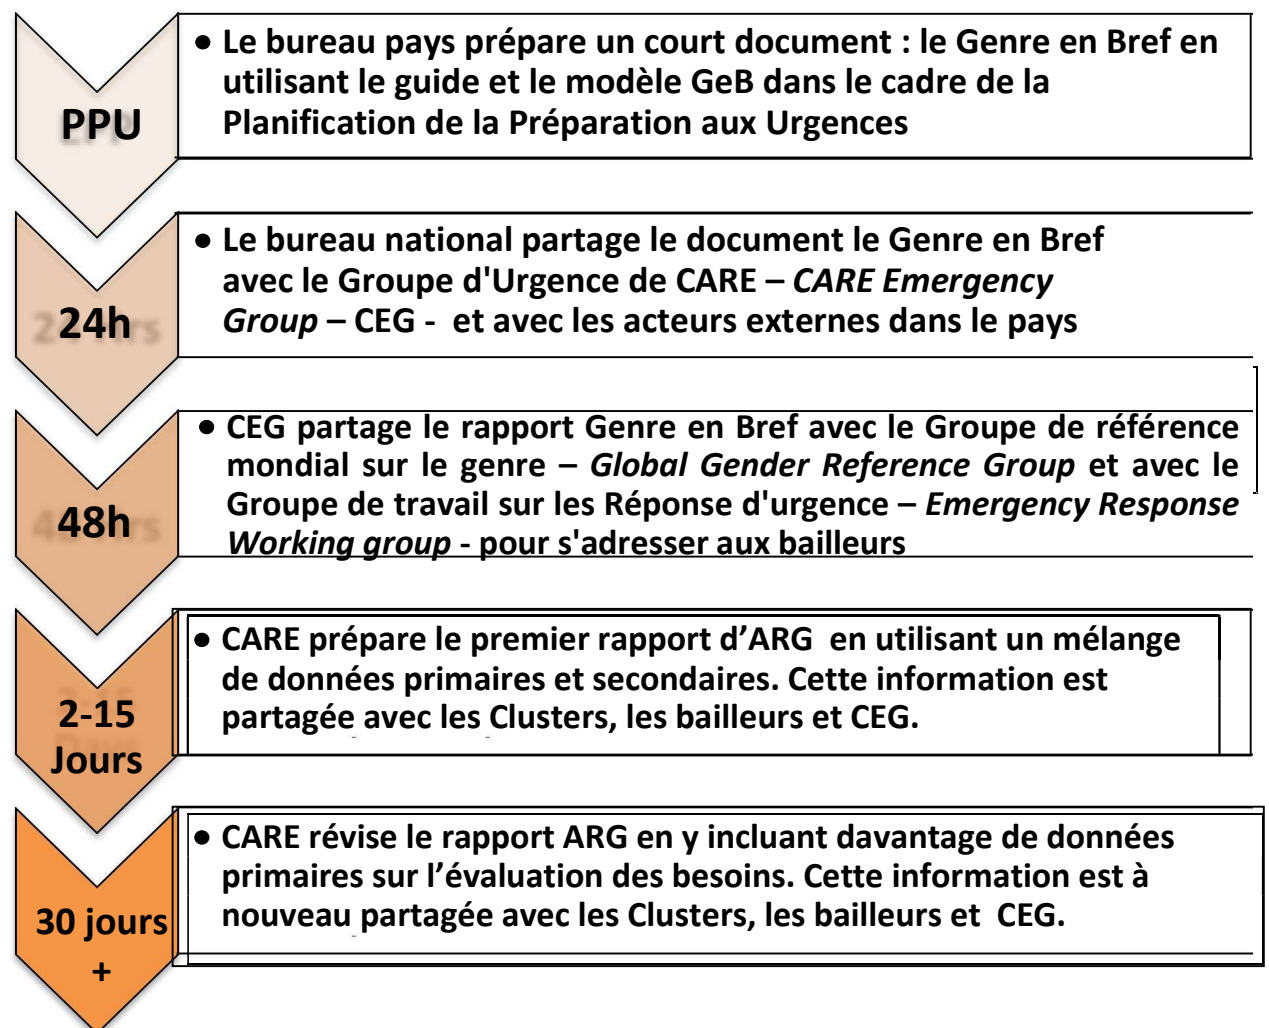 PPU
• Le bureau pays prépare un court document : le Genre en Bref en
utilisant le guide et le modèle GeB dans le cadre de la
Planification de la Préparation aux Urgences
24h
• Le bureau national partage le document le Genre en Bref
avec le Groupe d'Urgence de CARE – CARE Emergency
Group – CEG - et avec les acteurs externes dans le pays
48h
• CEG partage le rapport Genre en Bref avec le Groupe de référence
mondial sur le genre – Global Gender Reference Group et avec le
Groupe de travail sur les Réponse d'urgence – Emergency Response
Working group - pour s'adresser aux bailleurs
2-15
Jours
• CARE prépare le premier rapport d’ARG en utilisant un mélange
de données primaires et secondaires. Cette information est
partagée avec les Clusters, les bailleurs et CEG.
30 jours
+
• CARE révise le rapport ARG en y incluant davantage de données
primaires sur l’évaluation des besoins. Cette information est à
nouveau partagée avec les Clusters, les bailleurs et CEG.